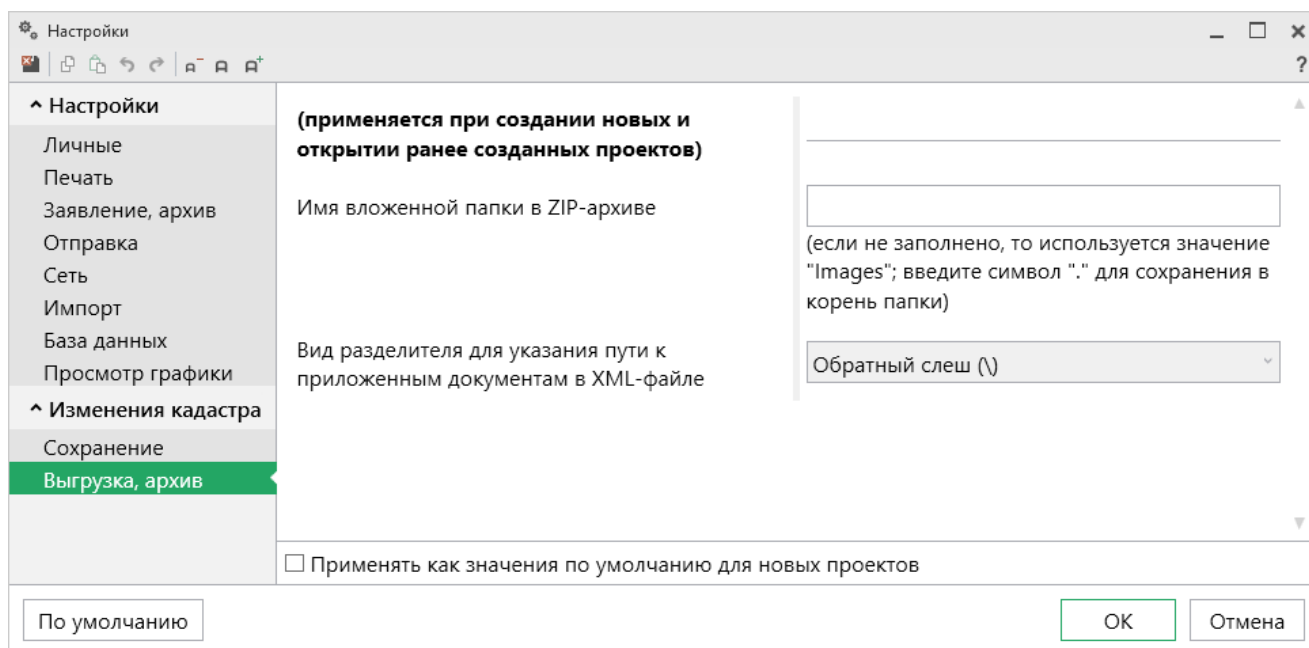 Настройки
?
Настройки
Личные
Печать
Заявление, архив
Отправка
Сеть
Импорт
База данных
Просмотр графики
Изменения кадастра
Сохранение
Выгрузка, архив
(применяется при создании новых и
открытии ранее созданных проектов)
Имя вложенной папки в ZIP-архиве
(если не заполнено, то используется значение
"Images"; введите символ "." для сохранения в
корень папки)
Вид разделителя для указания пути к
приложенным документам в XML-файле
Обратный слеш (\)
Применять как значения по умолчанию для новых проектов
По умолчанию
ОК
Отмена